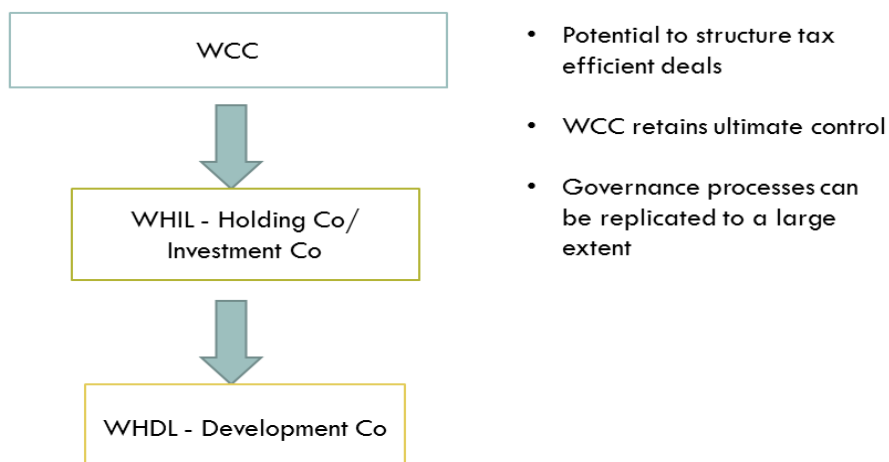 WCC
WHIL - Holding Co/
Investment Co
WHDL - Development Co
• Potential to structure tax
efficient deals
• WCC retains ultimate control
• Governance processes can
be replicated to a large
extent